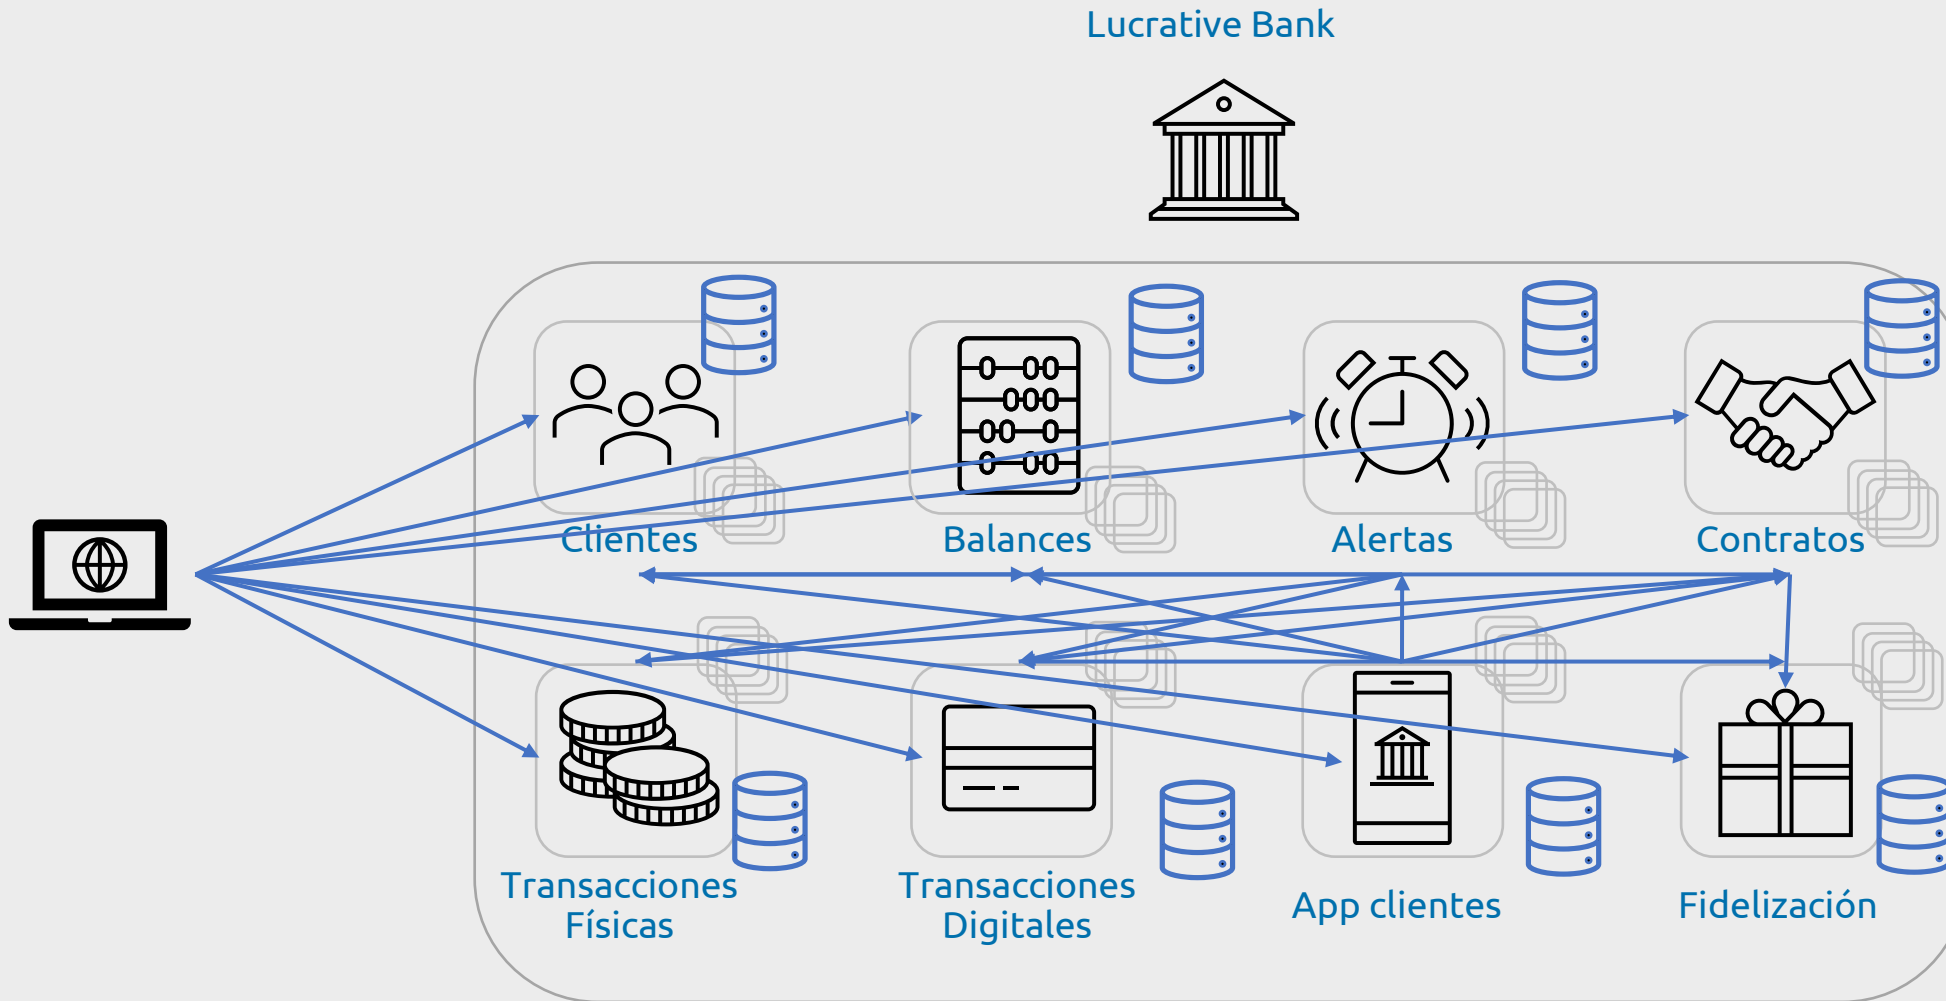 Lucrative Bank
Clientes
Balances
Alertas
Contratos
Transacciones
Físicas
Transacciones
Digitales
App clientes
Fidelización